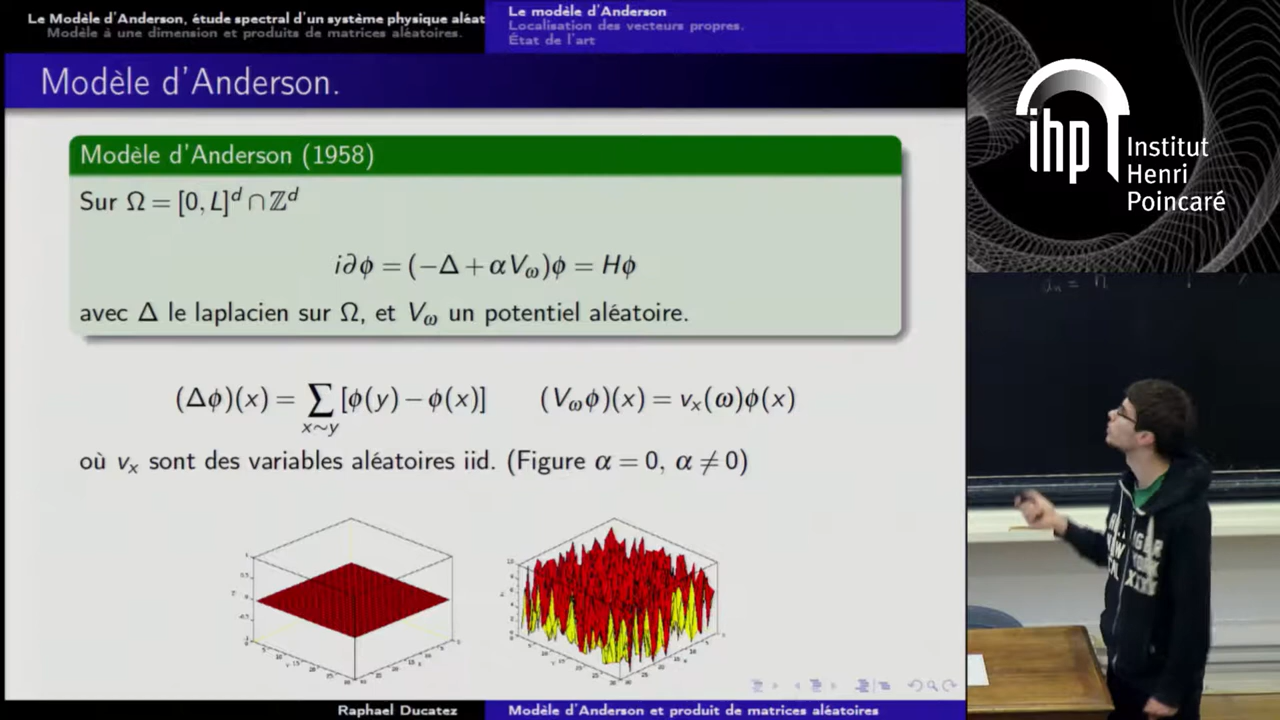 Le Modèle d'Anderson, étude spectral d'un système physique aléat
Modèle à une dimension et produits de matrices aléatoires.
Le modèle d'Anderson
Localisation des vecteurs propres.
État de l'art
Modèle d'Anderson.
Modèle d'Anderson (1958)
Sur Ω = [0, L]^d ∩ ℤ^d
i∂ϕ = (−Δ + αV_ω)ϕ = Hϕ
avec Δ le laplacien sur Ω, et V_ω un potentiel aléatoire.
(Δϕ)(x) = ∑_{x∼y} [ϕ(y) − ϕ(x)]   (V_ωϕ)(x) = v_x(ω)ϕ(x)
où v_x sont des variables aléatoires iid. (Figure α = 0, α ≠ 0)
Raphael Ducatez
Modèle d'Anderson et produit de matrices aléatoires
ihp
Institut
Henri
Poincaré